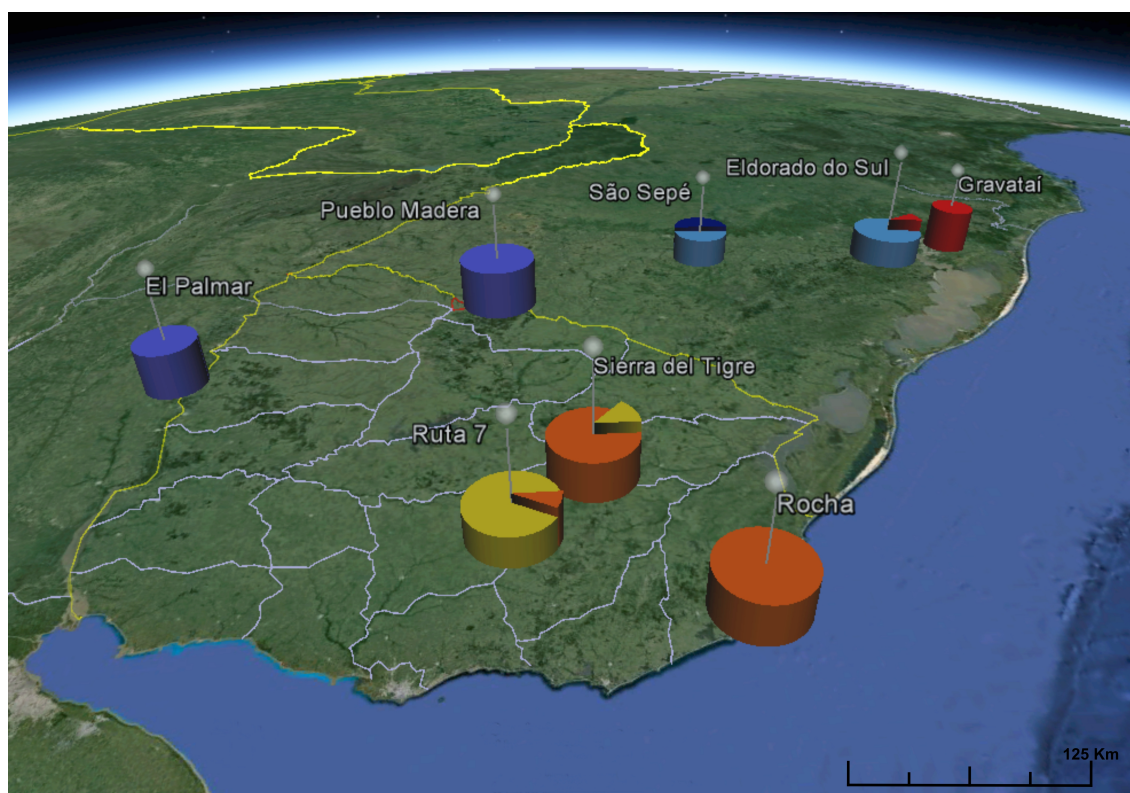 Eldorado do Sul
Gravataí
São Sepé
Pueblo Madera
El Palmar
Sierra del Tigre
Ruta 7
Rocha
125 Km